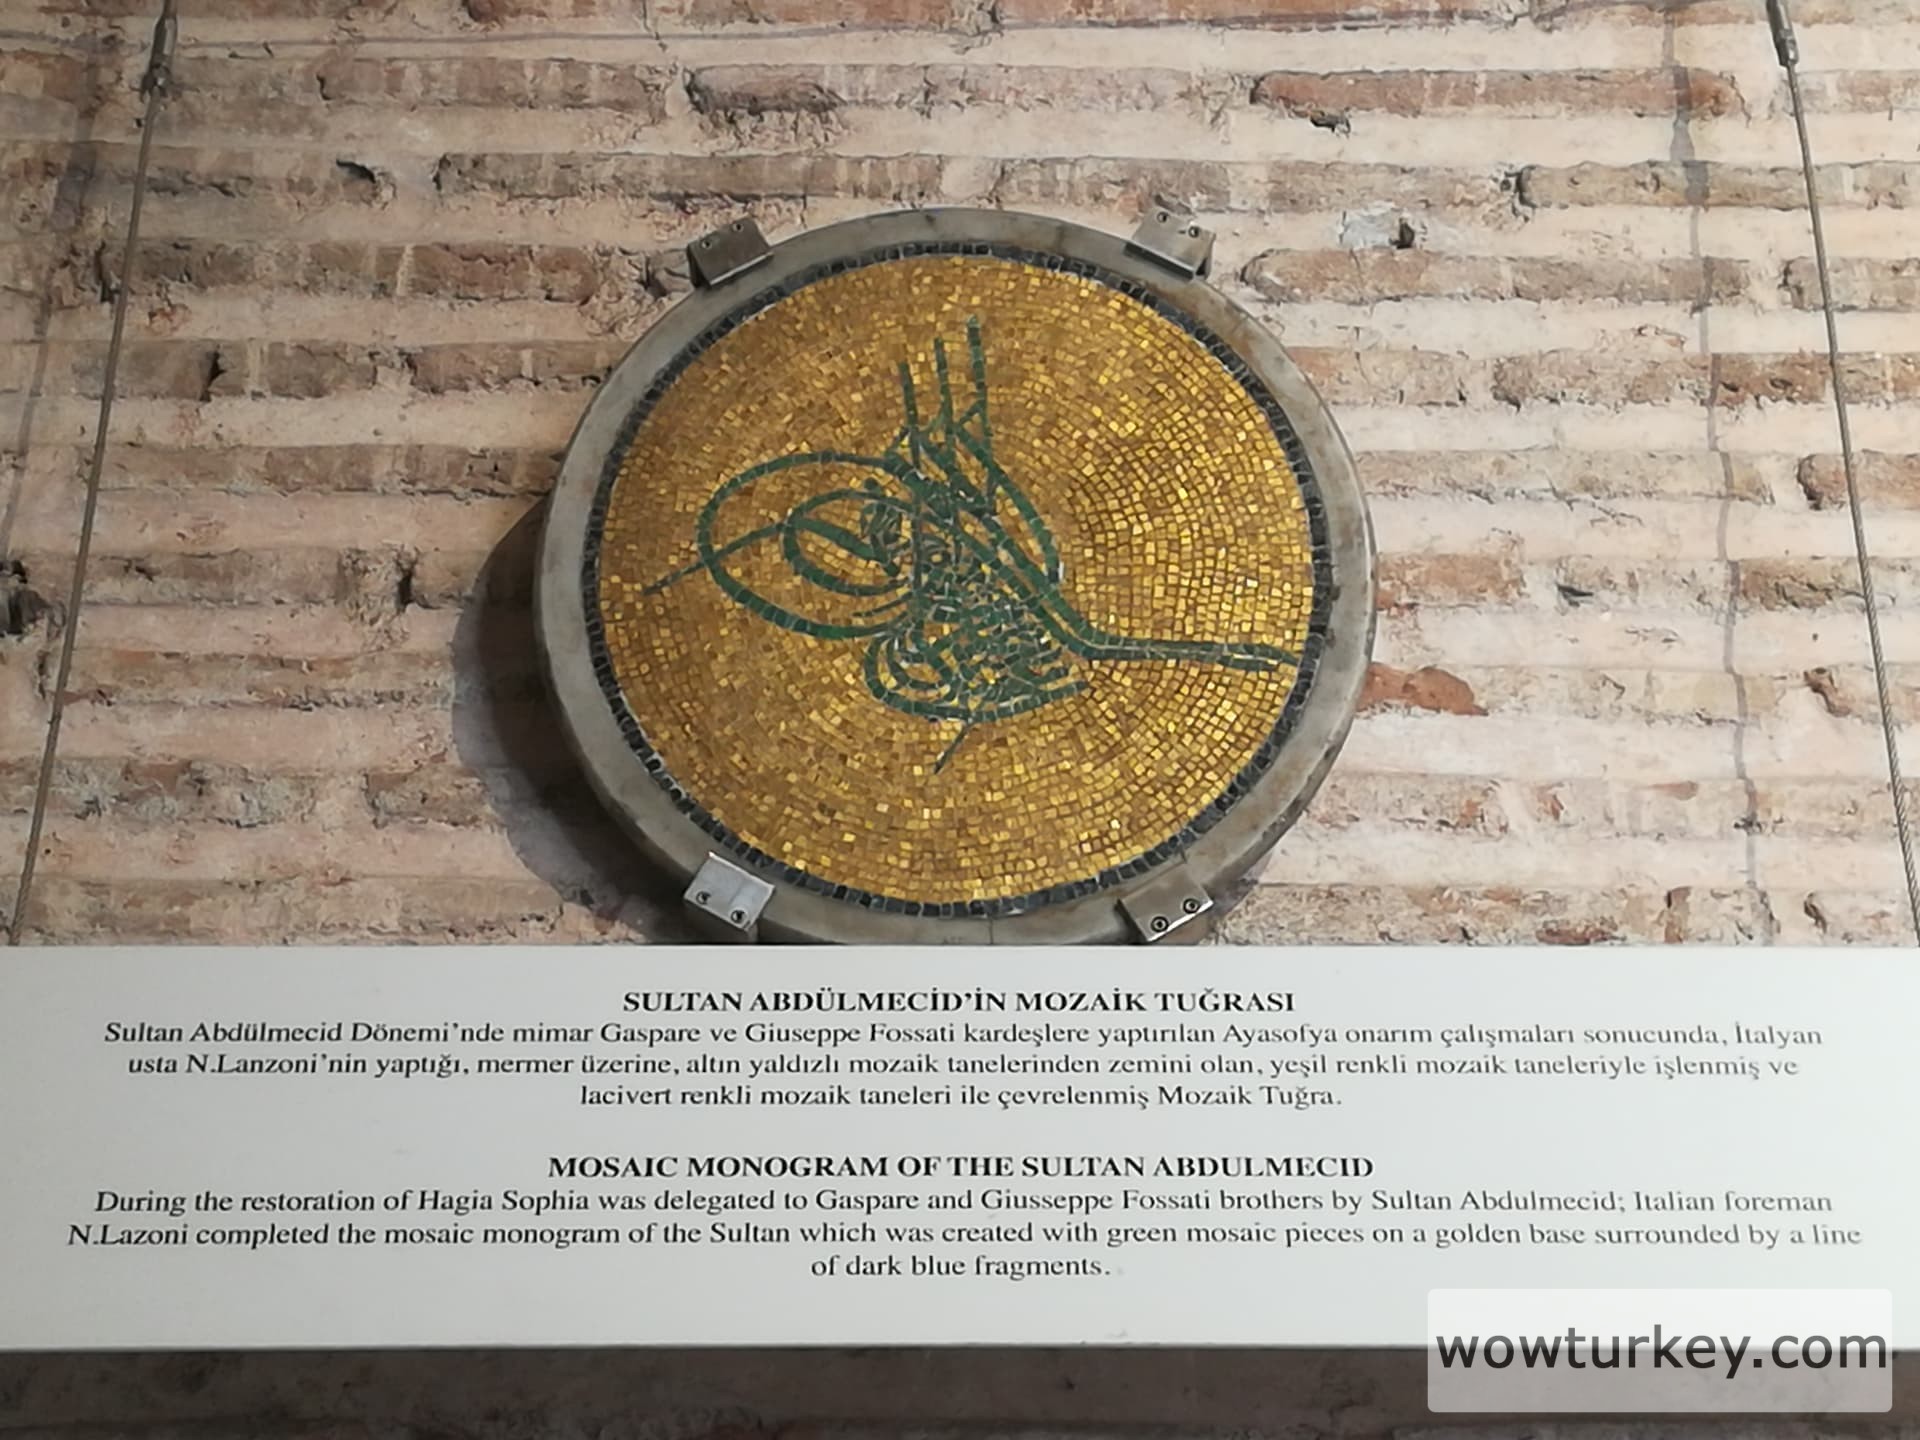 SULTAN ABDÜLMECİD’İN MOZAİK TUĞRASI
Sultan Abdülmecid Dönemi’nde mimar Gaspare ve Giuseppe Fossati kardeşlere yaptırılan Ayasofya onarım çalışmaları sonucunda, İtalyan
usta N.Lanzoni’nin yaptığı, mermer üzerine, altın yaldızlı mozaik tanelerinden zemini olan, yeşil renkli mozaik taneleriyle işlenmiş ve
lacivert renkli mozaik taneleri ile çevrelenmiş Mozaik Tuğra.
MOSAIC MONOGRAM OF THE SULTAN ABDULMECID
During the restoration of Hagia Sophia was delegated to Gaspare and Giusseppe Fossati brothers by Sultan Abdulmecid; Italian foreman
N.Lazoni completed the mosaic monogram of the Sultan which was created with green mosaic pieces on a golden base surrounded by a line
of dark blue fragments.
wowturkey.com